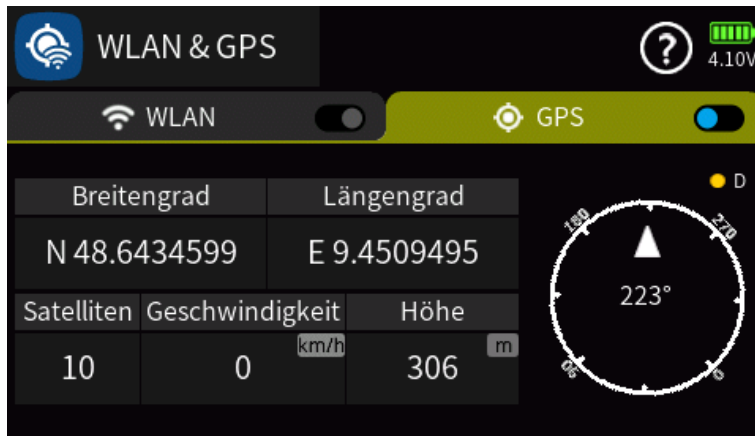 WLAN & GPS
?
4.10V
WLAN
GPS
Breitengrad Längengrad
N 48.6434599 E 9.4509495
Satelliten Geschwindigkeit Höhe
km/h m
10 0 306
D
180 270
223°
90 0